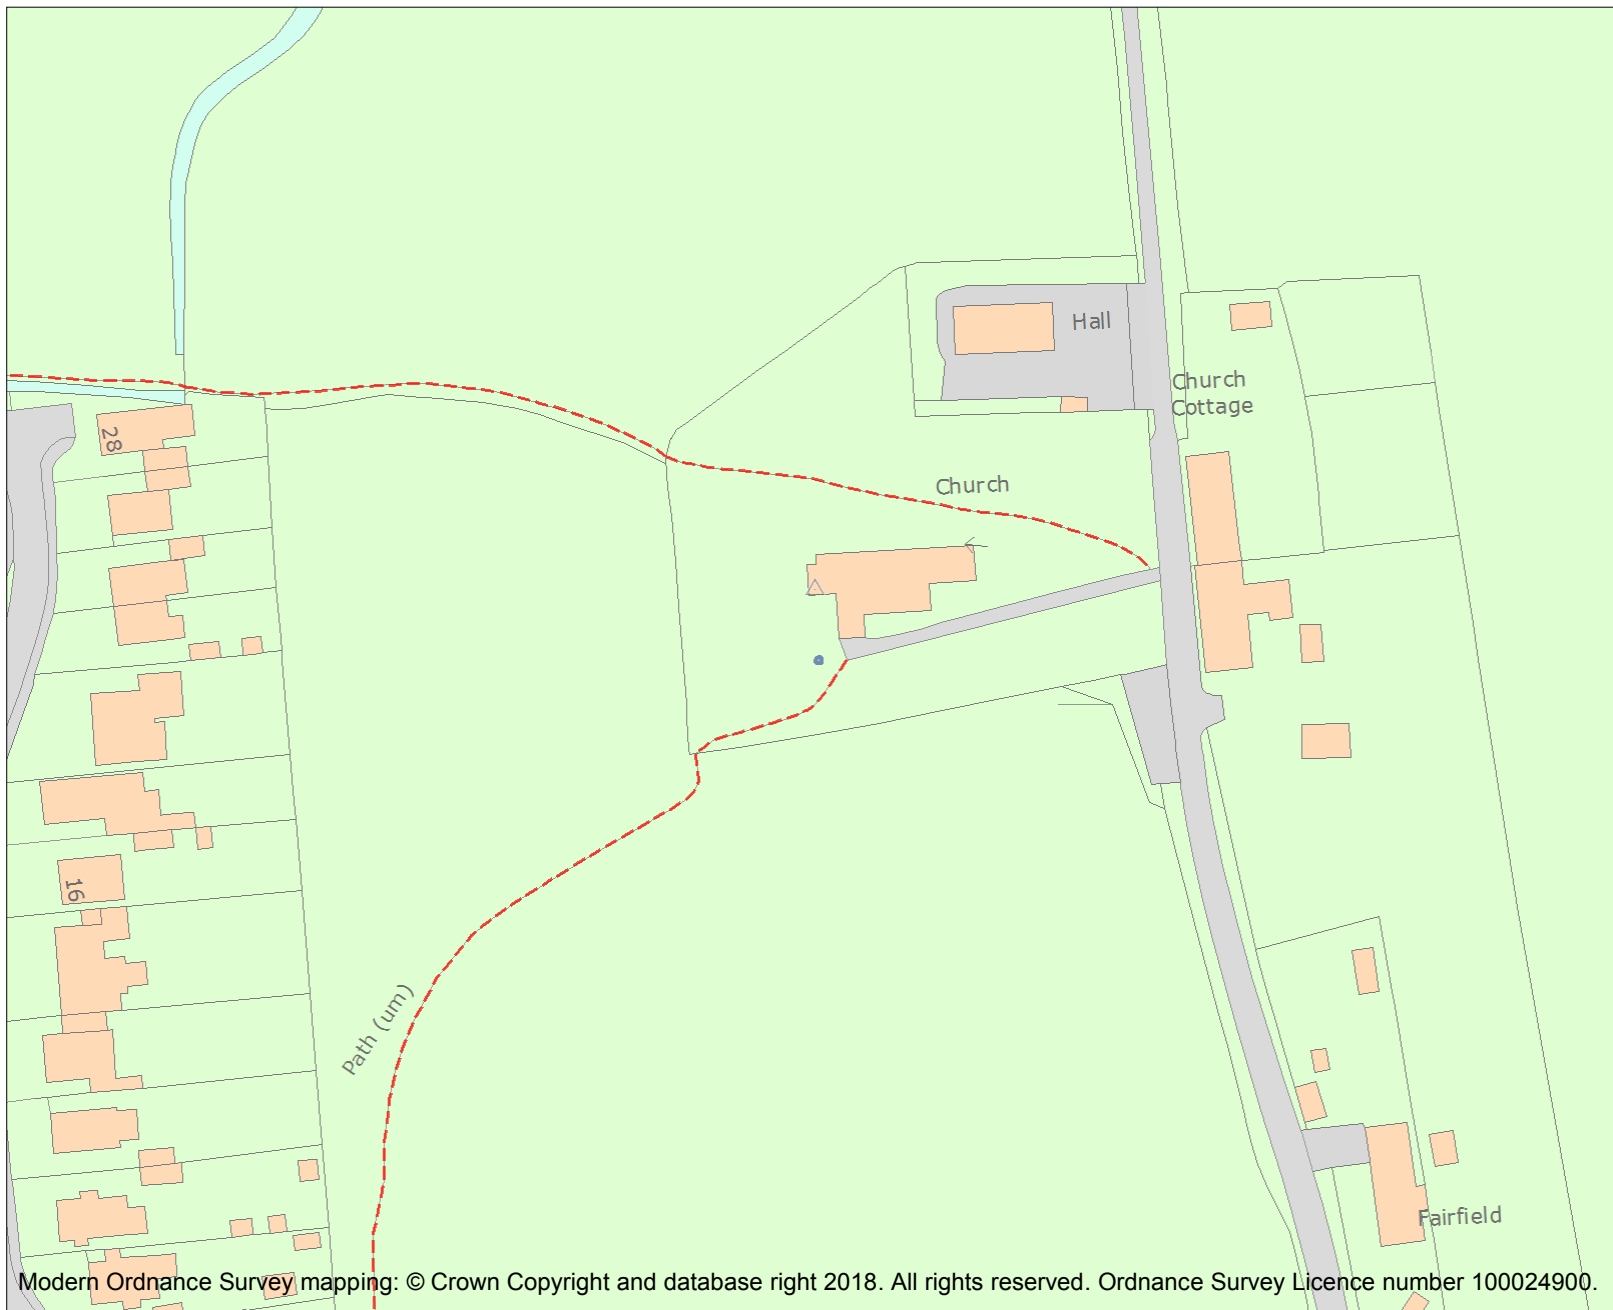 Hall
Church
Cottage
28
Church
16
Path (um)
Fairfield
Modern Ordnance Survey mapping: © Crown Copyright and database right 2018. All rights reserved. Ordnance Survey Licence number 100024900.